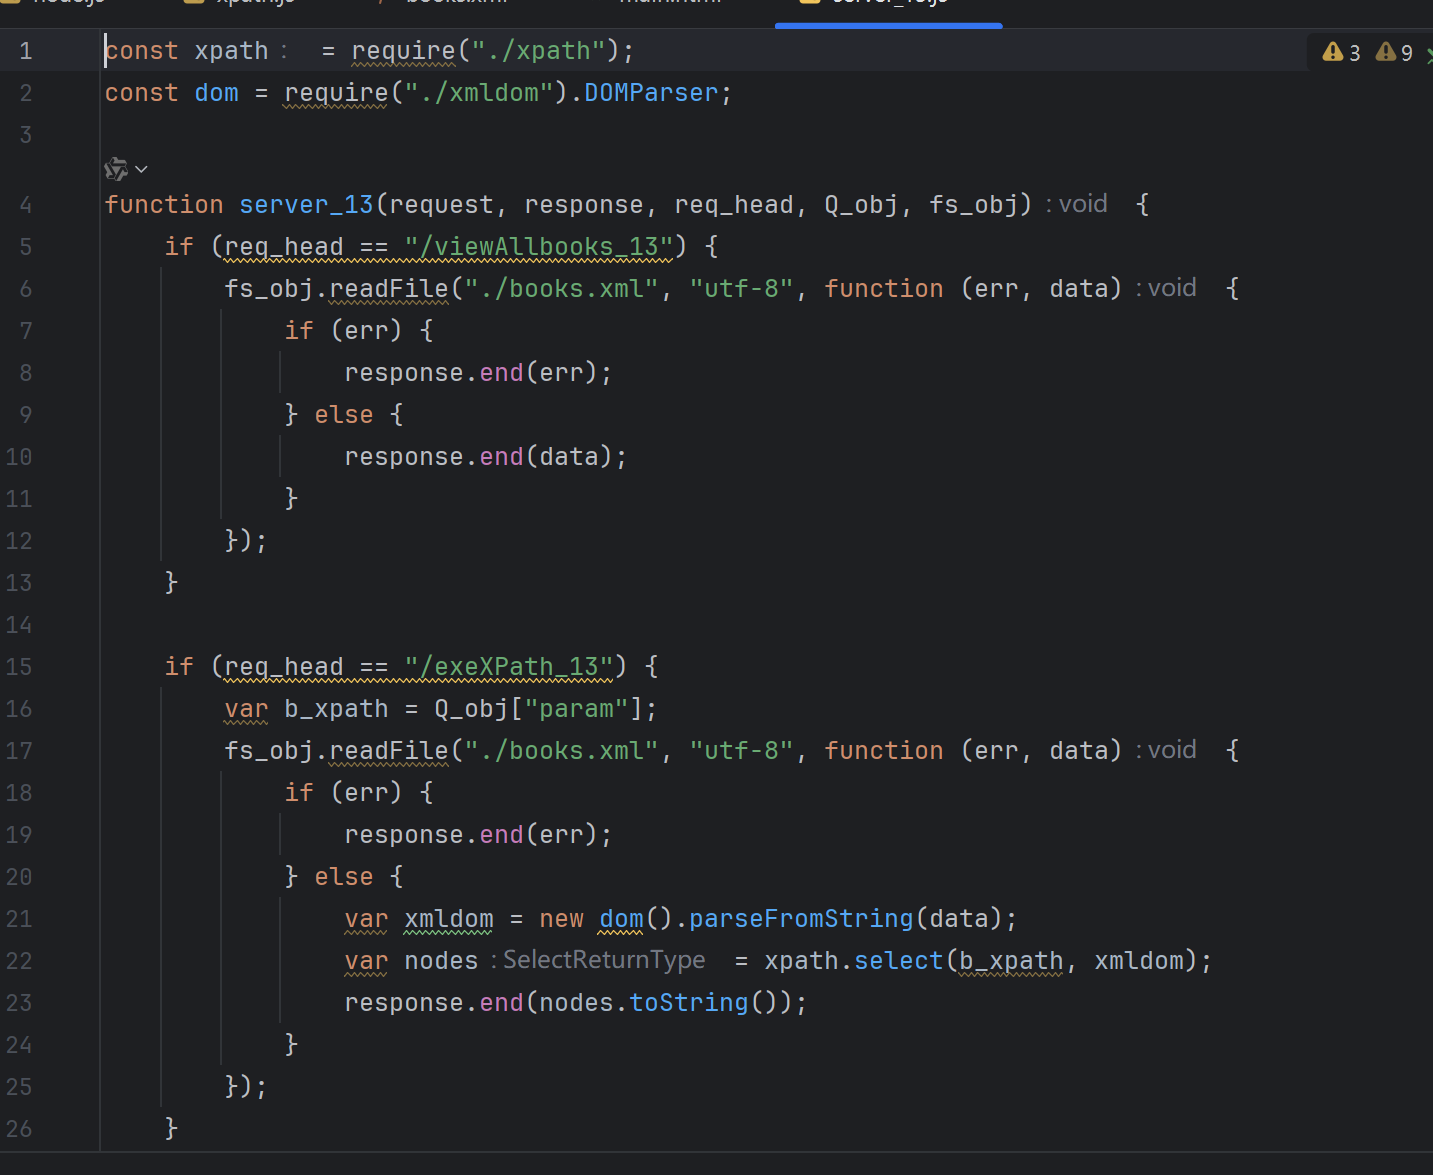 1 const xpath : = require("./xpath"); 3 9
2 const dom = require("./xmldom").DOMParser;
3
4 function server_13(request, response, req_head, Q_obj, fs_obj) : void {
5 if (req_head == "/viewAllbooks_13") {
6 fs_obj.readFile("./books.xml", "utf-8", function (err, data) : void {
7 if (err) {
8 response.end(err);
9 } else {
10 response.end(data);
11 }
12 });
13 }
14
15 if (req_head == "/exeXPath_13") {
16 var b_xpath = Q_obj["param"];
17 fs_obj.readFile("./books.xml", "utf-8", function (err, data) : void {
18 if (err) {
19 response.end(err);
20 } else {
21 var xmldom = new dom().parseFromString(data);
22 var nodes : SelectReturnType = xpath.select(b_xpath, xmldom);
23 response.end(nodes.toString());
24 }
25 });
26 }